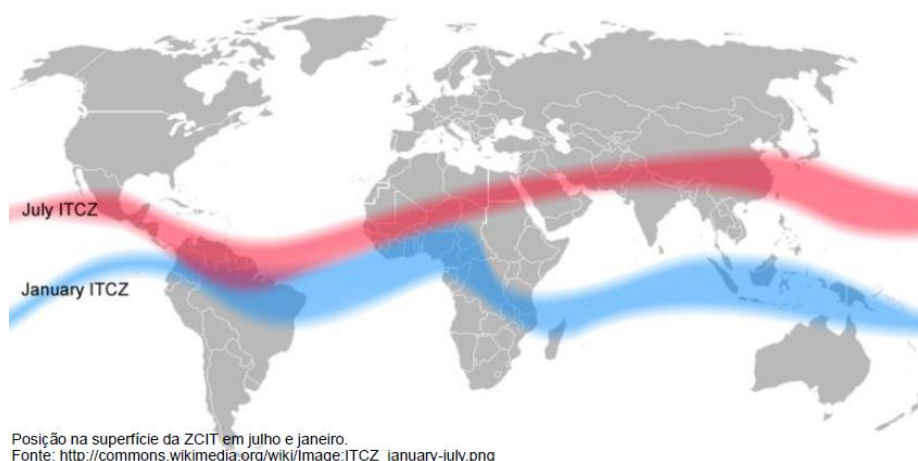 July ITCZ
January ITCZ
Posição na superfície da ZCIT em julho e janeiro.
Fonte: http://commons.wikimedia.org/wiki/Image:ITCZ_january-july.png